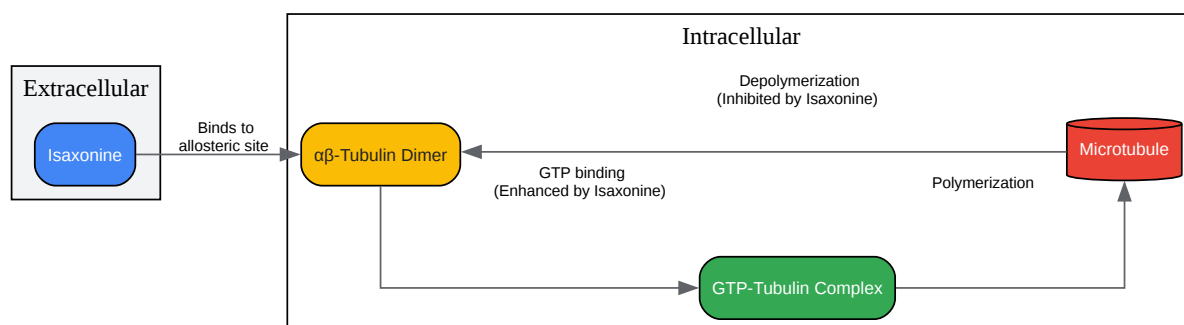 Intracellular
Extracellular
Isaxonine
Binds to
allosteric site
αβ-Tubulin Dimer
Depolymerization
(Inhibited by Isaxonine)
Microtubule
GTP binding
(Enhanced by Isaxonine)
Polymerization
GTP-Tubulin Complex